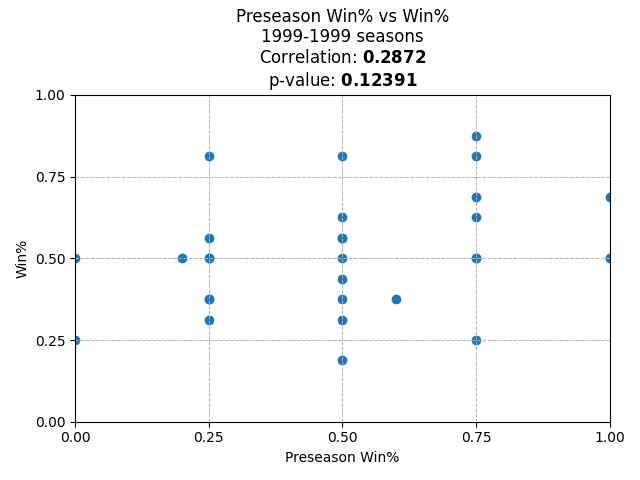 Preseason Win% vs Win%
1999-1999 seasons
Correlation: 0.2872
p-value: 0.12391
1.00
0.75
0.50
0.25
0.00
Win%
0.00 0.25 0.50 0.75 1.00
Preseason Win%